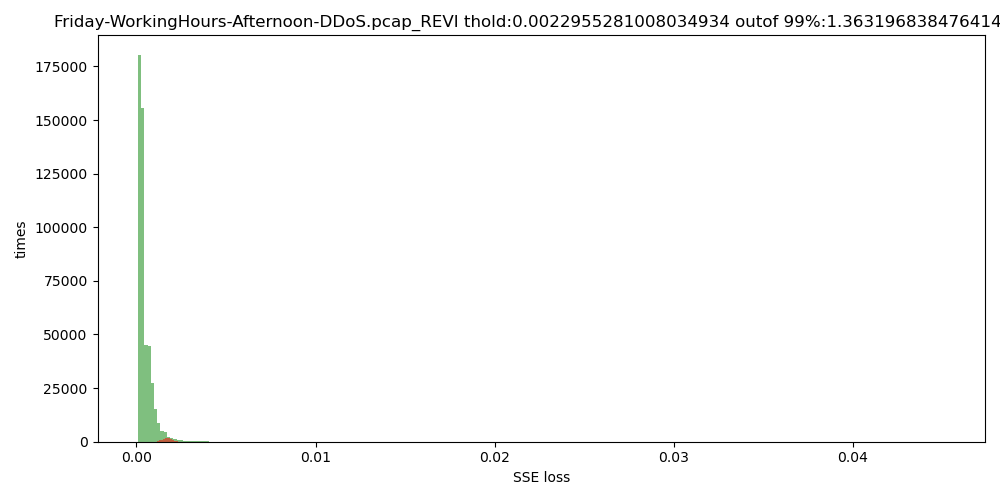 Friday-WorkingHours-Afternoon-DDoS.pcap_REVI thold:0.0022955281008034934 outof 99%:1.363196838476414
175000
150000
125000
100000
75000
50000
25000
0
times
0.00 0.01 0.02 0.03 0.04
SSE loss